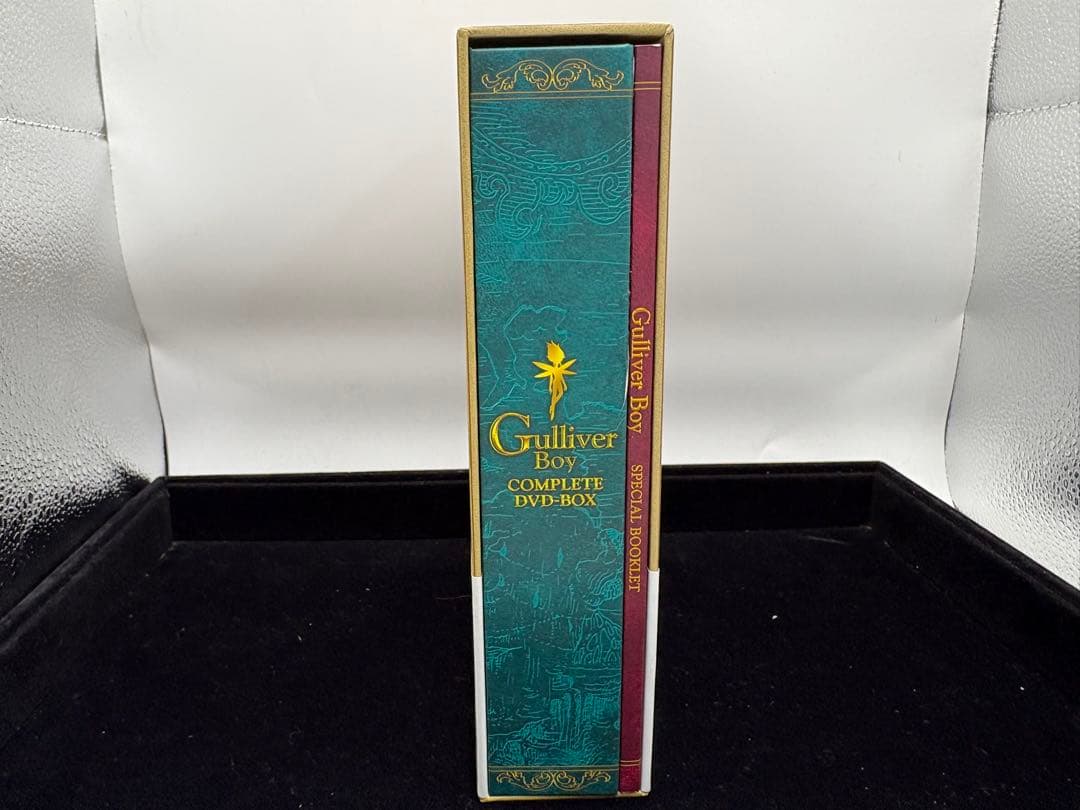 Gulliver
Boy
COMPLETE
DVD-BOX
Gulliver Boy SPECIAL BOOKLET